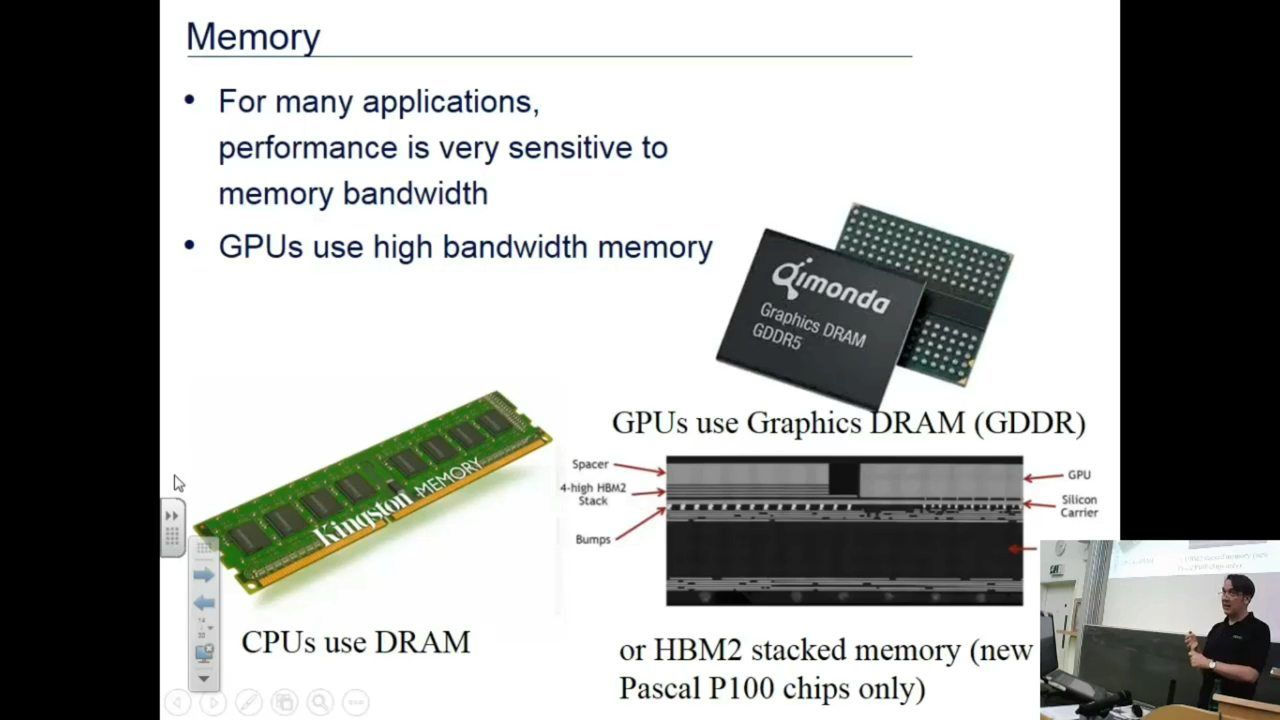 Memory
• For many applications,
performance is very sensitive to
memory bandwidth
• GPUs use high bandwidth memory
Qimonda
Graphics DRAM
GDDR5
GPUs use Graphics DRAM (GDDR)
Kingston MEMORY
CPUs use DRAM
Spacer
4-high HBM2
Stack
Bumps
GPU
Silicon
Carrier
or HBM2 stacked memory (new
Pascal P100 chips only)
14
32